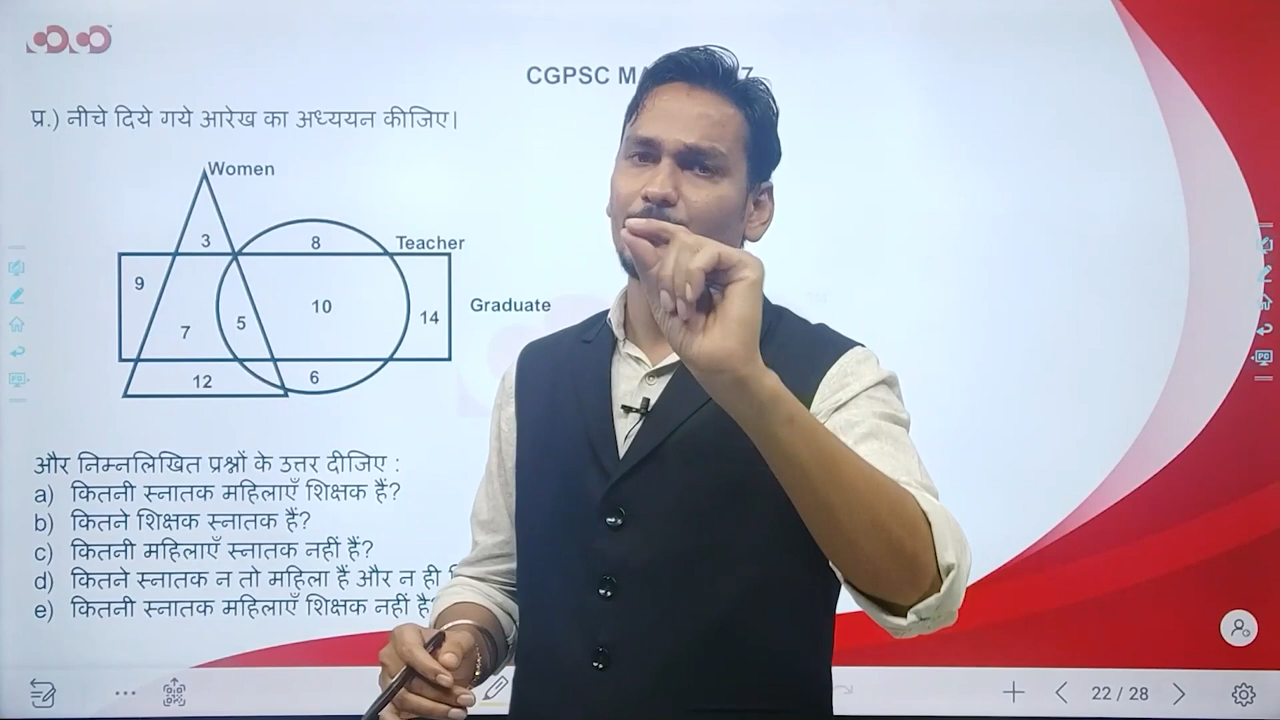 CGPSC
प्र.) नीचे दिये गये आरेख का अध्ययन कीजिए।
Women
3
8
Teacher
9
7
5
10
14
Graduate
12
6
और निम्नलिखित प्रश्नों के उत्तर दीजिए :
a) कितनी स्नातक महिलाएँ शिक्षक हैं?
b) कितने शिक्षक स्नातक हैं?
c) कितनी महिलाएँ स्नातक नहीं हैं?
d) कितने स्नातक न तो महिला हैं और न ही
e) कितनी स्नातक महिलाएँ शिक्षक नहीं
22 / 28